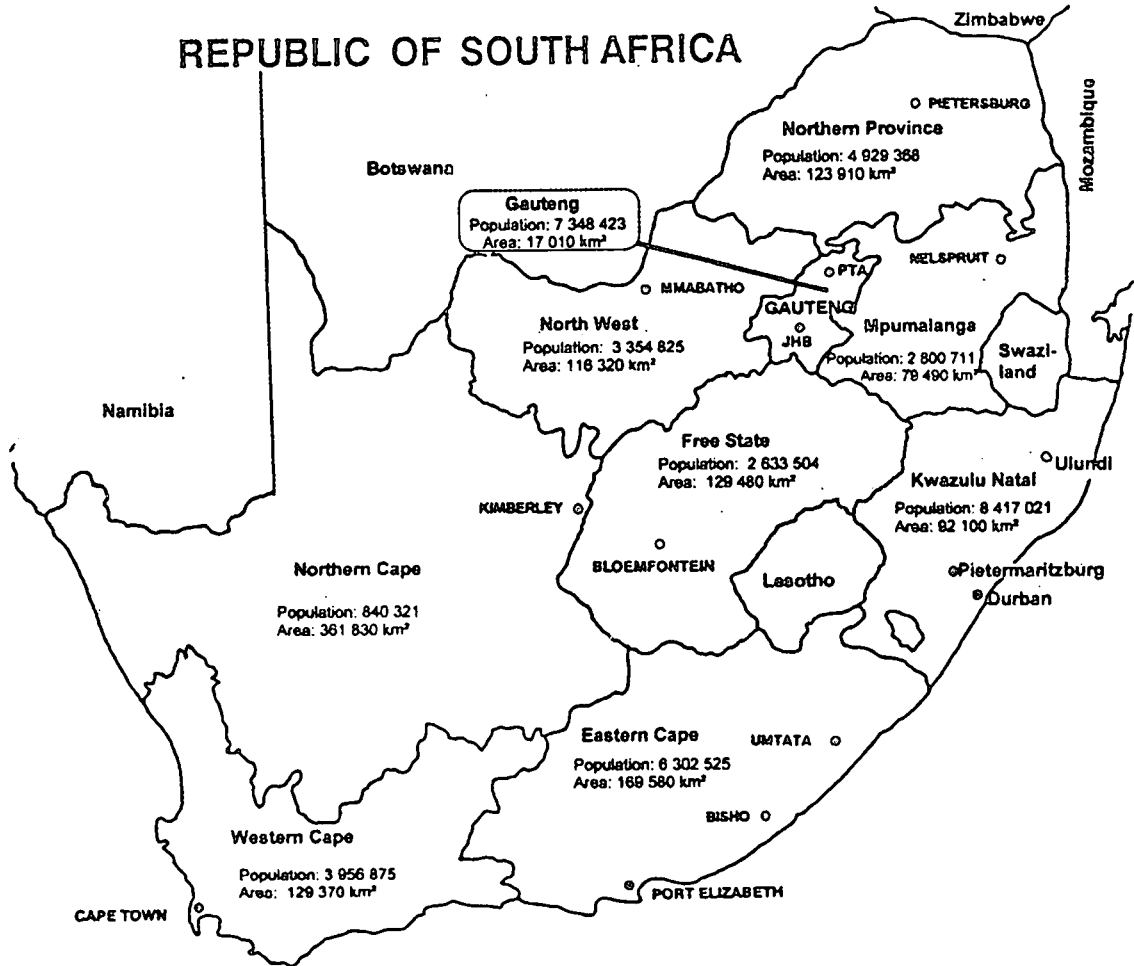 Zimbabwe
REPUBLIC OF SOUTH AFRICA
Mozambique
PIETERSBURG
Northern Province
Population: 4 929 368
Area: 123 910 km²
Botswana
Gauteng
Population: 7 348 423
Area: 17 010 km²
PTA
NELSPRUIT
MMABATHO
GAUTENG
JHB
North West
Population: 3 354 825
Area: 116 320 km²
Mpumalanga
Population: 2 800 711
Area: 79 490 km²
Swazi-
land
Namibia
Free State
Population: 2 633 504
Area: 129 480 km²
Ulundi
Kwazulu Natal
Population: 8 417 021
Area: 92 100 km²
KIMBERLEY
BLOEMFONTEIN
Lesotho
Pietermaritzburg
Durban
Northern Cape
Population: 840 321
Area: 361 830 km²
Eastern Cape
Population: 6 302 525
Area: 169 580 km²
UMTATA
BISHO
Western Cape
Population: 3 956 875
Area: 129 370 km²
PORT ELIZABETH
CAPE TOWN